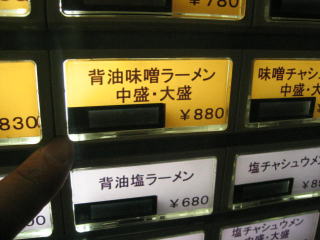 ￥780
背油味噌ラーメン
中盛・大盛
￥880
味噌チャシュ
中盛・大
830
背油塩ラーメン
￥680
塩チャシュウメ
塩チャシュウメン